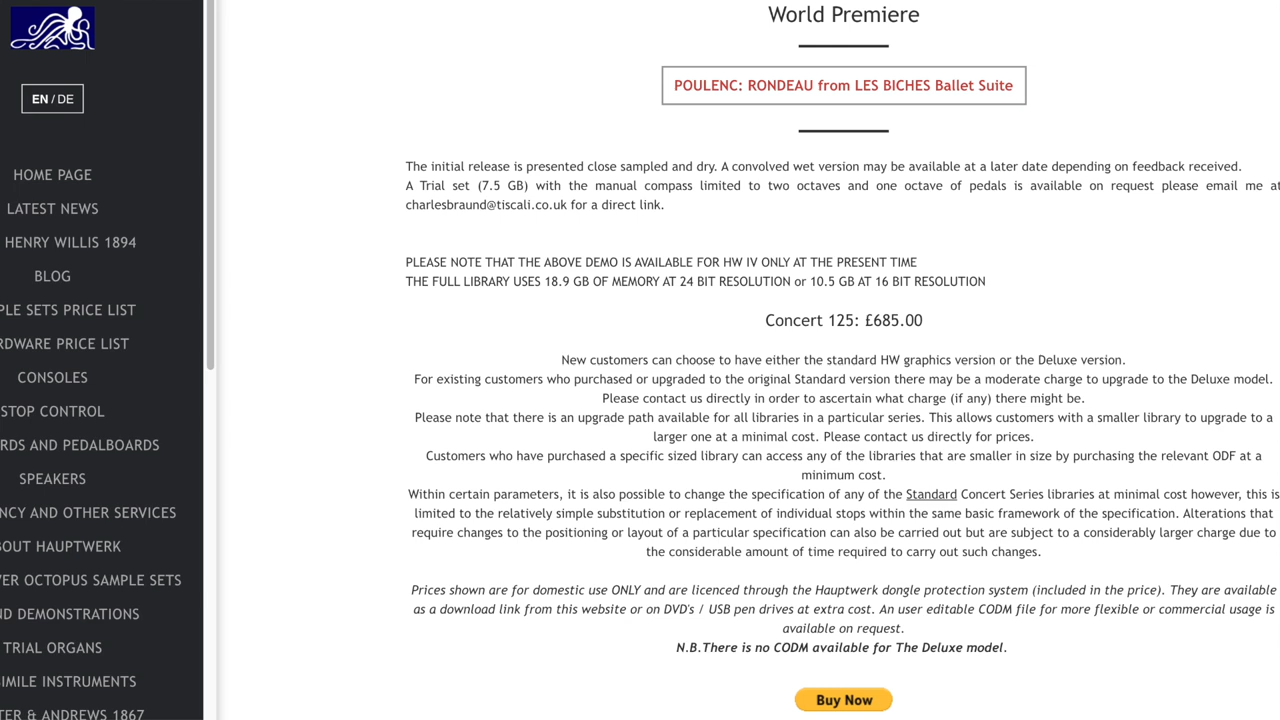 EN / DE
HOME PAGE
LATEST NEWS
HENRY WILLIS 1894
BLOG
SETS PRICE LIST
PRICE LIST
CONSOLES
STOP CONTROL
AND PEDALBOARDS
SPEAKERS
AND OTHER SERVICES
HAUPTWERK
OCTOPUS SAMPLE SETS
DEMONSTRATIONS
TRIAL ORGANS
INSTRUMENTS
& ANDREWS 1867
World Premiere
POULENC: RONDEAU from LES BICHES Ballet Suite
The initial release is presented close sampled and dry. A convolved wet version may be available at a later date depending on feedback received.
A Trial set (7.5 GB) with the manual compass limited to two octaves and one octave of pedals is available on request please email me at
charlesbraund@tiscali.co.uk for a direct link.
PLEASE NOTE THAT THE ABOVE DEMO IS AVAILABLE FOR HW IV ONLY AT THE PRESENT TIME
THE FULL LIBRARY USES 18.9 GB OF MEMORY AT 24 BIT RESOLUTION or 10.5 GB AT 16 BIT RESOLUTION
Concert 125: £685.00
New customers can choose to have either the standard HW graphics version or the Deluxe version.
For existing customers who purchased or upgraded to the original Standard version there may be a moderate charge to upgrade to the Deluxe model.
Please contact us directly in order to ascertain what charge (if any) there might be.
Please note that there is an upgrade path available for all libraries in a particular series. This allows customers with a smaller library to upgrade to a
larger one at a minimal cost. Please contact us directly for prices.
Customers who have purchased a specific sized library can access any of the libraries that are smaller in size by purchasing the relevant ODF at a
minimum cost.
Within certain parameters, it is also possible to change the specification of any of the Standard Concert Series libraries at minimal cost however, this is
limited to the relatively simple substitution or replacement of individual stops within the same basic framework of the specification. Alterations that
require changes to the positioning or layout of a particular specification can also be carried out but are subject to a considerably larger charge due to
the considerable amount of time required to carry out such changes.
Prices shown are for domestic use ONLY and are licenced through the Hauptwerk dongle protection system (included in the price). They are available
as a download link from this website or on DVD's / USB pen drives at extra cost. An user editable CODM file for more flexible or commercial usage is
available on request.
N.B.There is no CODM available for The Deluxe model.
Buy Now